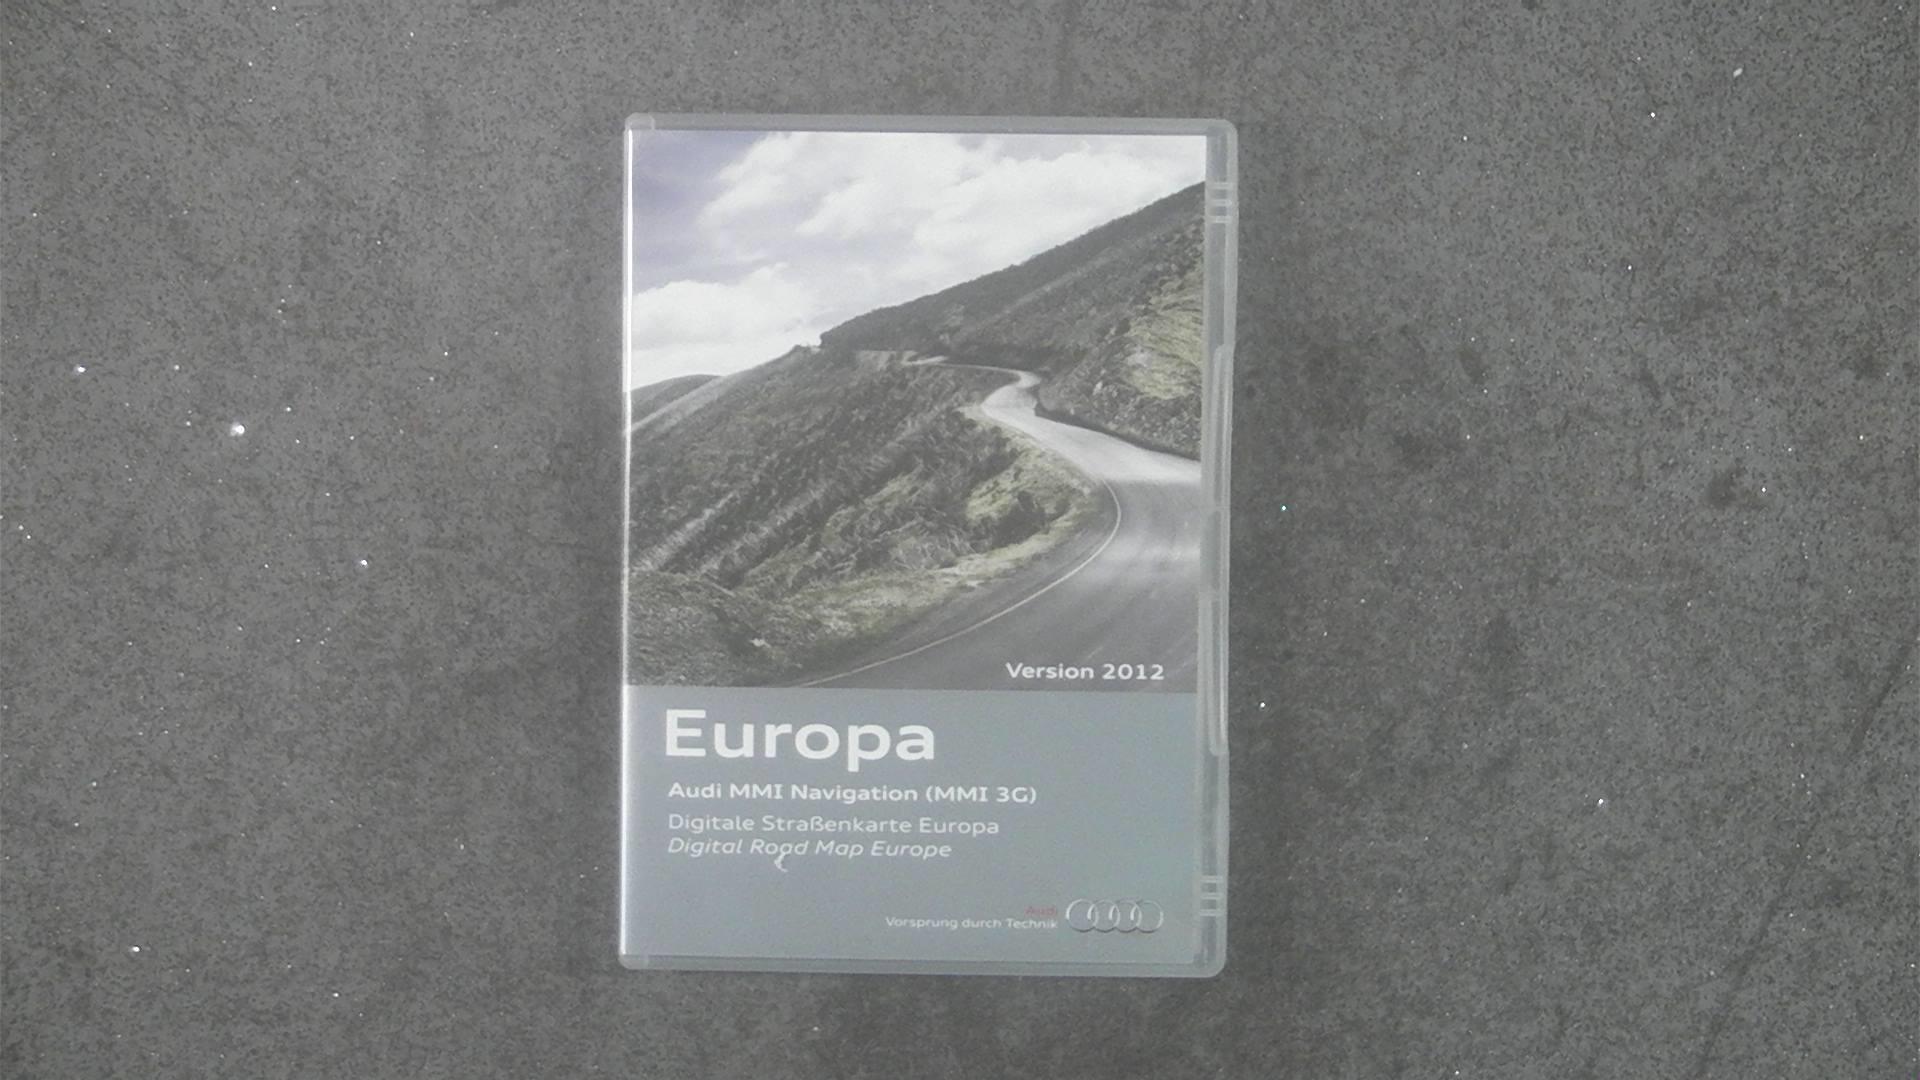 Version 2012
Europa
Audi MMI Navigation (MMI 3G)
Digitale Straßenkarte Europa
Digital Road Map Europe
Audi
Vorsprung durch Technik